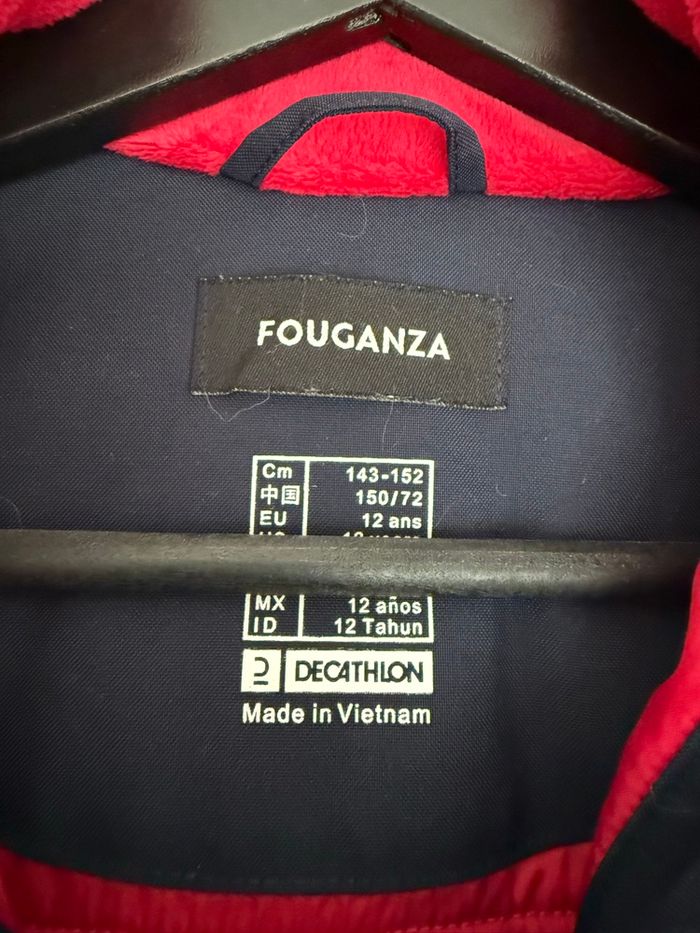 FOUGANZA
Cm 143-152
中国 150/72
EU 12 ans
MX 12 años
ID 12 Tahun
DECATHLON
Made in Vietnam